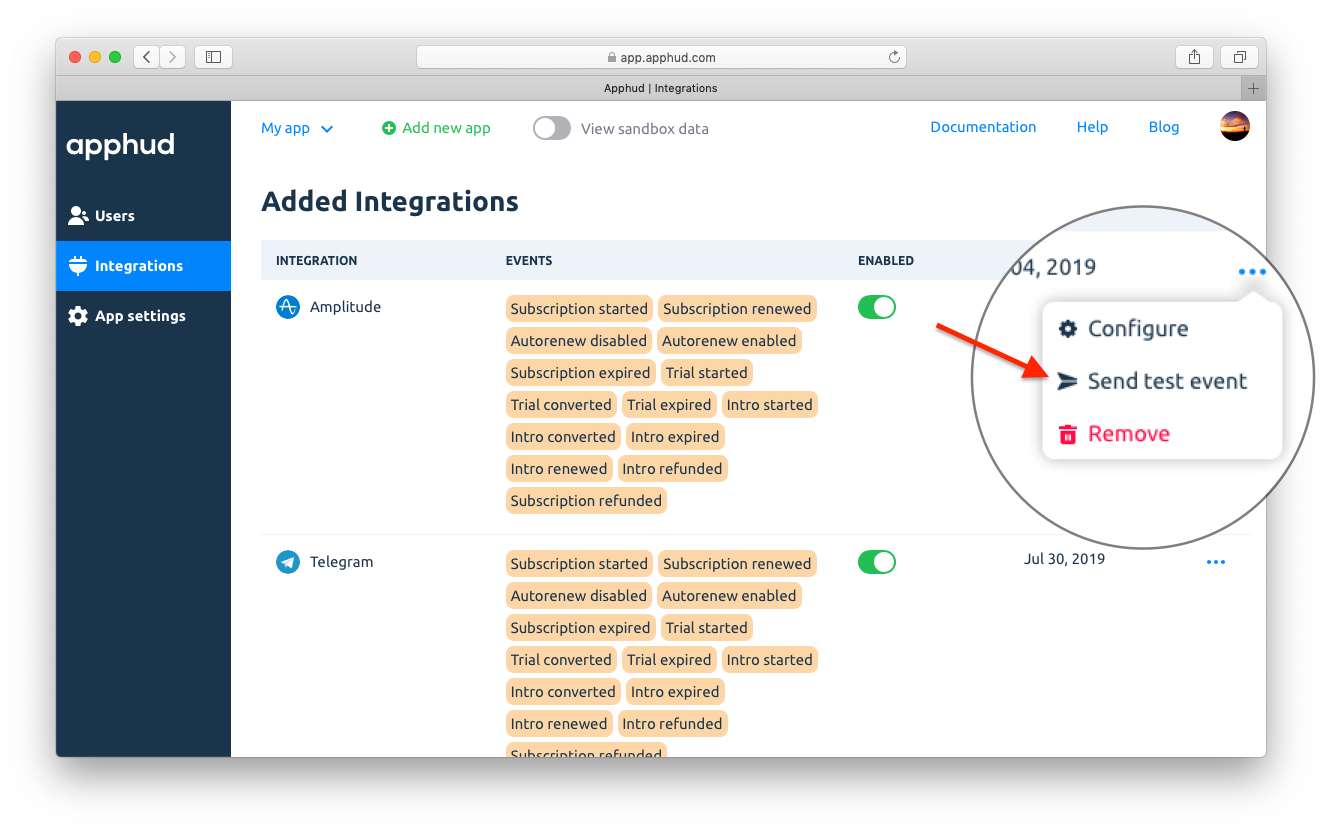 app.apphud.com
Apphud | Integrations
apphud
My app
Add new app
View sandbox data
Documentation
Help
Blog
Users
Integrations
App settings
Added Integrations
INTEGRATION
EVENTS
ENABLED
Amplitude
Subscription started Subscription renewed
Autorenew disabled Autorenew enabled
Subscription expired Trial started
Trial converted Trial expired Intro started
Intro converted Intro expired
Intro renewed Intro refunded
Subscription refunded
04, 2019
Configure
Send test event
Remove
Telegram
Subscription started Subscription renewed
Autorenew disabled Autorenew enabled
Subscription expired Trial started
Trial converted Trial expired Intro started
Intro converted Intro expired
Intro renewed Intro refunded
Subscription refunded
Jul 30, 2019